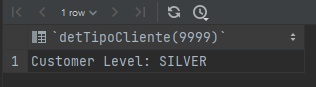 1 row
`detTipoCliente(9999)`
1 Customer Level: SILVER